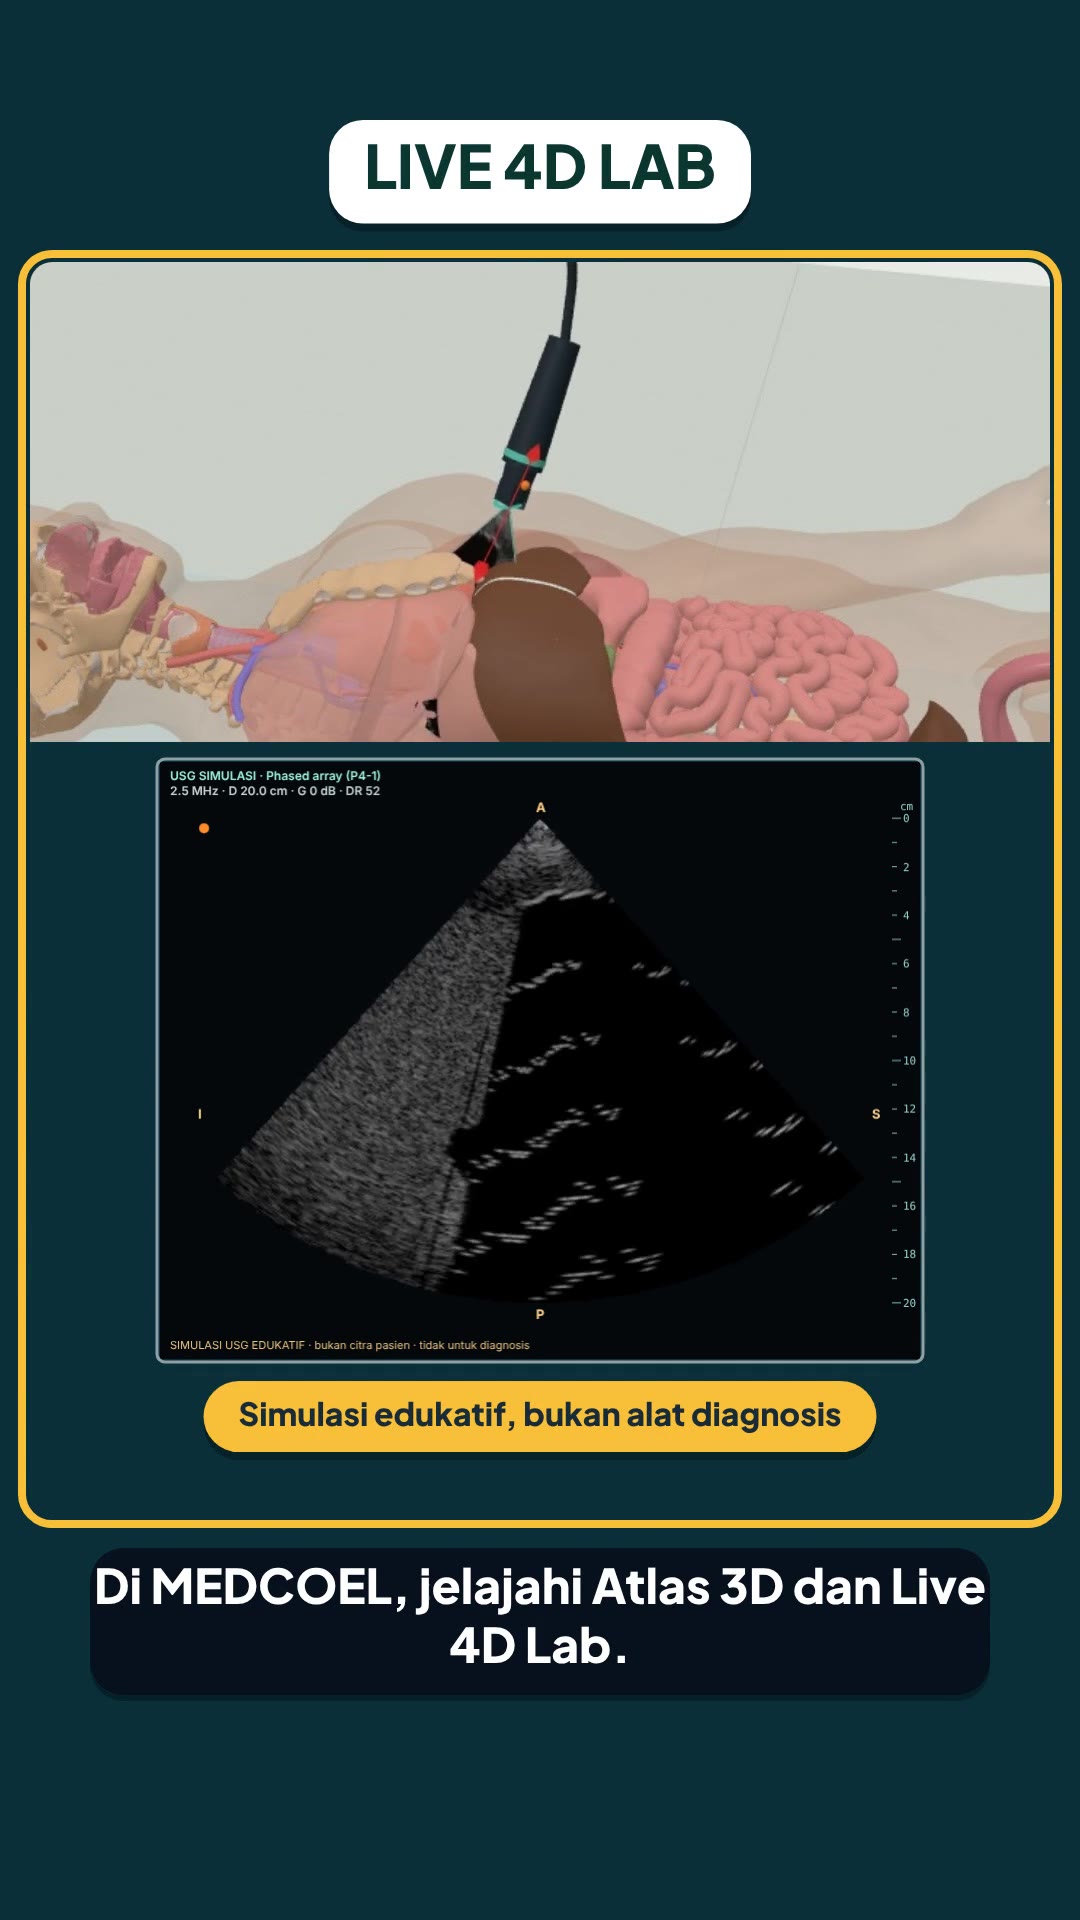 LIVE 4D LAB
USG SIMULASI · Phased array (P4-1)
2.5 MHz · D 20.0 cm · G 0 dB · DR 52
A
cm
0
2
4
6
8
10
I
S
12
14
16
18
20
P
SIMULASI USG EDUKATIF · bukan citra pasien · tidak untuk diagnosis
Simulasi edukatif, bukan alat diagnosis
Di MEDCOEL, jelajahi Atlas 3D dan Live
4D Lab.